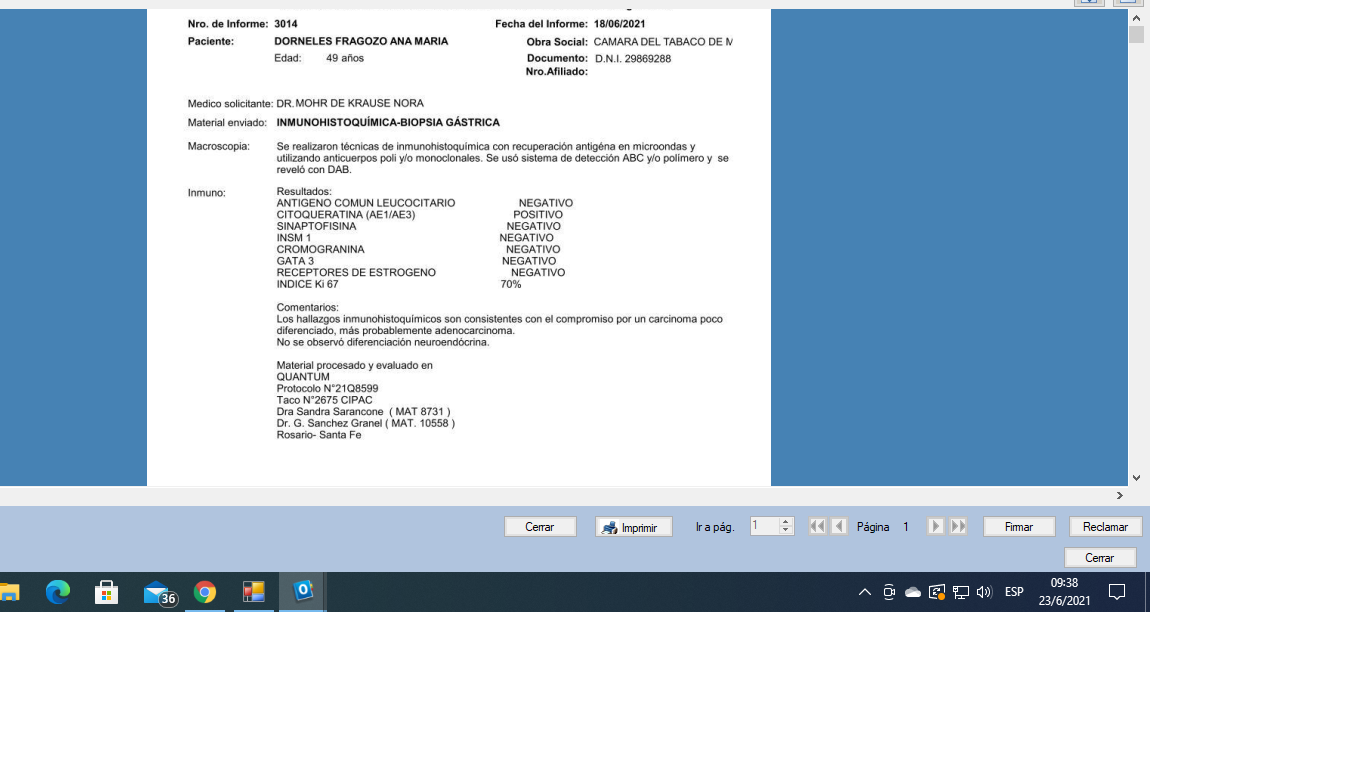 Nro. de Informe: 3014 Fecha del Informe: 18/06/2021
Paciente: DORNELES FRAGOZO ANA MARIA Obra Social: CAMARA DEL TABACO DE M
Edad: 49 años Documento: D.N.I. 29869288
Nro.Afiliado:
Medico solicitante: DR. MOHR DE KRAUSE NORA
Material enviado: INMUNOHISTOQUÍMICA-BIOPSIA GÁSTRICA
Macroscopia: Se realizaron técnicas de inmunohistoquímica con recuperación antigéna en microondas y
utilizando anticuerpos poli y/o monoclonales. Se usó sistema de detección ABC y/o polímero y se
reveló con DAB.
Inmuno: Resultados:
ANTIGENO COMUN LEUCOCITARIO NEGATIVO
CITOQUERATINA (AE1/AE3) POSITIVO
SINAPTOFISINA NEGATIVO
INSM 1 NEGATIVO
CROMOGRANINA NEGATIVO
GATA 3 NEGATIVO
RECEPTORES DE ESTROGENO NEGATIVO
INDICE Ki 67 70%
Comentarios:
Los hallazgos inmunohistoquímicos son consistentes con el compromiso por un carcinoma poco
diferenciado, más probablemente adenocarcinoma.
No se observó diferenciación neuroendócrina.
Material procesado y evaluado en
QUANTUM
Protocolo N°21Q8599
Taco N°2675 CIPAC
Dra Sandra Sarancone ( MAT 8731 )
Dr. G. Sanchez Granel ( MAT. 10558 )
Rosario- Santa Fe
Cerrar Imprimir Ir a pág. 1 Página 1 Firmar Reclamar
Cerrar
36 ESP 09:38
23/6/2021